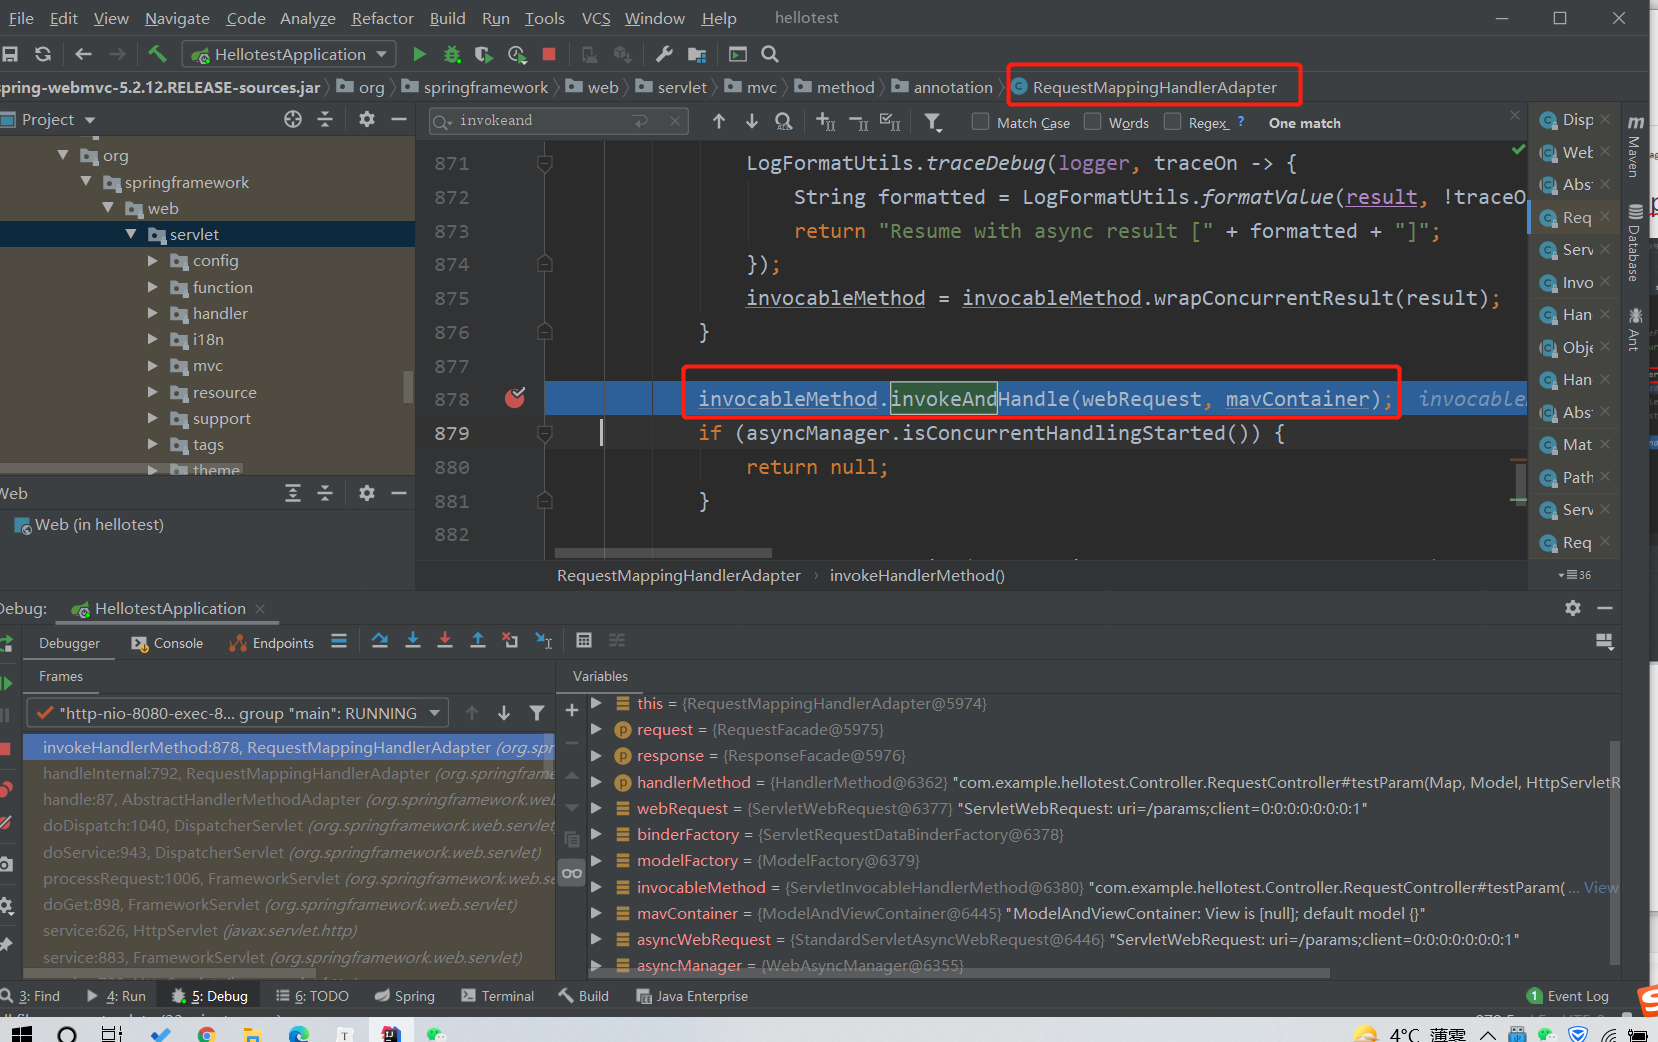 File Edit View Navigate Code Analyze Refactor Build Run Tools VCS Window Help hellotest
HellotestApplication
spring-webmvc-5.2.12.RELEASE-sources.jar org springframework web servlet mvc method annotation RequestMappingHandlerAdapter
Project
invokeand
Match Case Words Regex ? One match
org
springframework
web
servlet
config
function
handler
i18n
mvc
resource
support
tags
theme
Web
Web (in hellotest)
871 LogFormatUtils.traceDebug(logger, traceOn -> {
872 String formatted = LogFormatUtils.formatValue(result, !traceO
873 return "Resume with async result [" + formatted + "]";
874 });
875 invocableMethod = invocableMethod.wrapConcurrentResult(result);
876 }
877
878 invocableMethod.invokeAndHandle(webRequest, mavContainer); invocable
879 if (asyncManager.isConcurrentHandlingStarted()) {
880 return null;
881 }
882
RequestMappingHandlerAdapter › invokeHandlerMethod()
Disp
Web
Abst
Req
Serv
Invo
Han
Obje
Han
Abst
Mat
Path
Serv
Req
36
Maven
Database
Ant
Debug: HellotestApplication
Debugger Console Endpoints
Frames
"http-nio-8080-exec-8... group "main": RUNNING
invokeHandlerMethod:878, RequestMappingHandlerAdapter (org.spr
handleInternal:792, RequestMappingHandlerAdapter (org.springframe
handle:87, AbstractHandlerMethodAdapter (org.springframework.web
doDispatch:1040, DispatcherServlet (org.springframework.web.servlet
doService:943, DispatcherServlet (org.springframework.web.servlet)
processRequest:1006, FrameworkServlet (org.springframework.web.se
doGet:898, FrameworkServlet (org.springframework.web.servlet)
service:626, HttpServlet (javax.servlet.http)
service:883, FrameworkServlet (org.springframework.web.servlet)
Variables
this = {RequestMappingHandlerAdapter@5974}
request = {RequestFacade@5975}
response = {ResponseFacade@5976}
handlerMethod = {HandlerMethod@6362} "com.example.hellotest.Controller.RequestController#testParam(Map, Model, HttpServletR
webRequest = {ServletWebRequest@6377} "ServletWebRequest: uri=/params;client=0:0:0:0:0:0:0:1"
binderFactory = {ServletRequestDataBinderFactory@6378}
modelFactory = {ModelFactory@6379}
invocableMethod = {ServletInvocableHandlerMethod@6380} "com.example.hellotest.Controller.RequestController#testParam( ... View
mavContainer = {ModelAndViewContainer@6445} "ModelAndViewContainer: View is [null]; default model {}"
asyncWebRequest = {StandardServletAsyncWebRequest@6446} "ServletWebRequest: uri=/params;client=0:0:0:0:0:0:0:1"
asyncManager = {WebAsyncManager@6355}
3: Find 4: Run 5: Debug 6: TODO Spring Terminal Build Java Enterprise 1 Event Log
4°C 薄雾